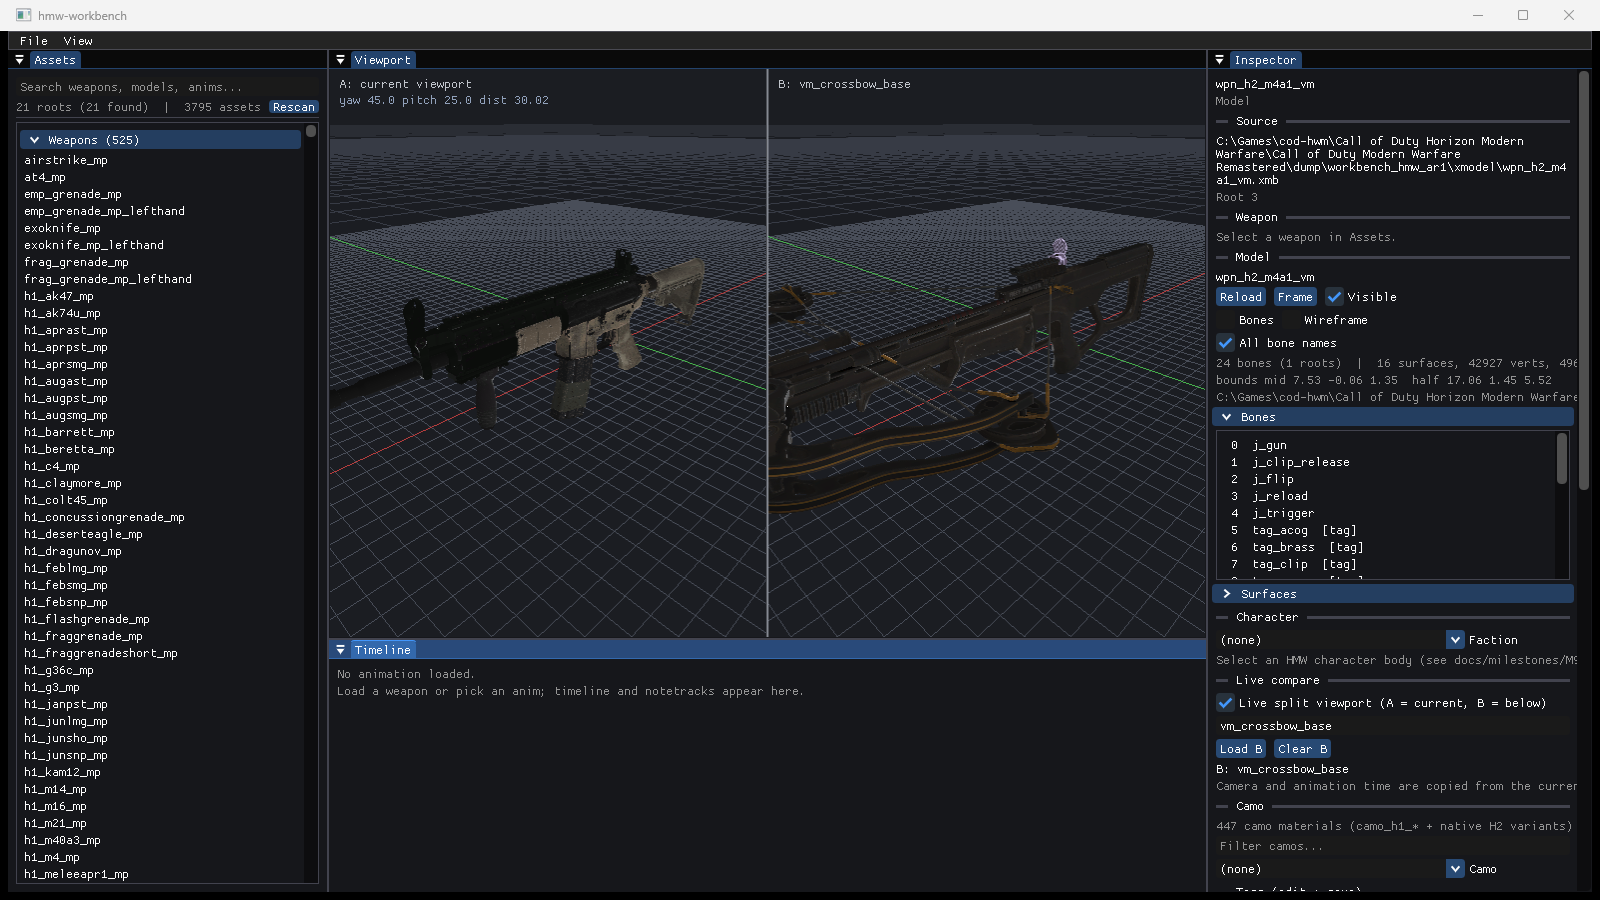 hmw-workbench
File View
Assets
Search weapons, models, anims...
21 roots (21 found) | 3795 assets Rescan
Weapons (525)
airstrike_mp
at4_mp
emp_grenade_mp
emp_grenade_mp_lefthand
exoknife_mp
exoknife_mp_lefthand
frag_grenade_mp
frag_grenade_mp_lefthand
h1_ak47_mp
h1_ak74u_mp
h1_aprast_mp
h1_aprpst_mp
h1_aprsmg_mp
h1_augast_mp
h1_augpst_mp
h1_augsmg_mp
h1_barrett_mp
h1_beretta_mp
h1_c4_mp
h1_claymore_mp
h1_colt45_mp
h1_concussiongrenade_mp
h1_deserteagle_mp
h1_dragunov_mp
h1_feblmg_mp
h1_febsmg_mp
h1_febsnp_mp
h1_flashgrenade_mp
h1_fraggrenade_mp
h1_fraggrenadeshort_mp
h1_g36c_mp
h1_g3_mp
h1_janpst_mp
h1_junlmg_mp
h1_junsho_mp
h1_junsnp_mp
h1_kam12_mp
h1_m14_mp
h1_m16_mp
h1_m21_mp
h1_m40a3_mp
h1_m4_mp
h1_meleeapr1_mp
Viewport
A: current viewport
yaw 45.0 pitch 25.0 dist 30.02
B: vm_crossbow_base
Timeline
No animation loaded.
Load a weapon or pick an anim; timeline and notetracks appear here.
Inspector
wpn_h2_m4a1_vm
Model
Source
C:\Games\cod-hwm\Call of Duty Horizon Modern
Warfare\Call of Duty Modern Warfare
Remastered\dump\workbench_hmw_ar1\xmodel\wpn_h2_m4
a1_vm.xmb
Root 3
Weapon
Select a weapon in Assets.
Model
wpn_h2_m4a1_vm
Reload Frame Visible
Bones Wireframe
All bone names
24 bones (1 roots) | 16 surfaces, 42927 verts, 496
bounds mid 7.53 -0.06 1.35 half 17.06 1.45 5.52
C:\Games\cod-hwm\Call of Duty Horizon Modern Warfare
Bones
0 j_gun
1 j_clip_release
2 j_flip
3 j_reload
4 j_trigger
5 tag_acog [tag]
6 tag_brass [tag]
7 tag_clip [tag]
Surfaces
Character
(none) Faction
Select an HMW character body (see docs/milestones/M9
Live compare
Live split viewport (A = current, B = below)
vm_crossbow_base
Load B Clear B
B: vm_crossbow_base
Camera and animation time are copied from the curren
Camo
447 camo materials (camo_h1_* + native H2 variants)
Filter camos...
(none) Camo